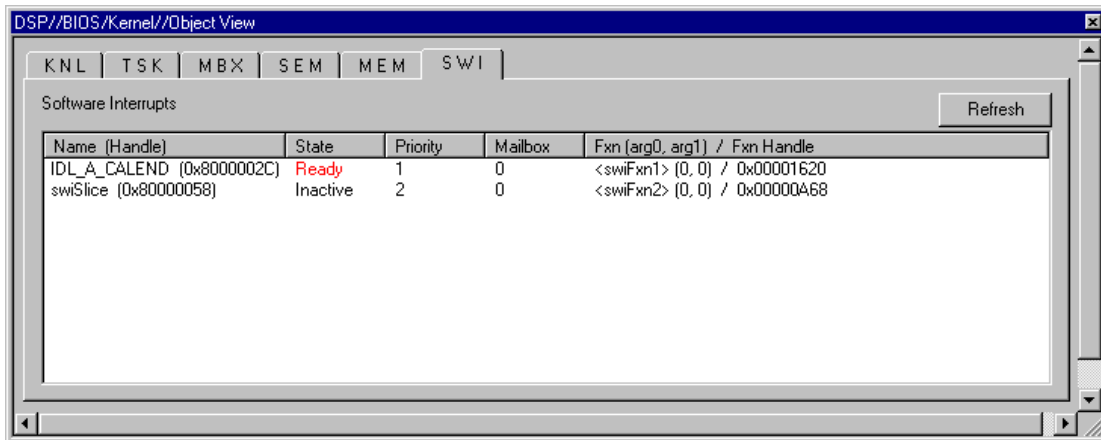 DSP//BIOS/Kernel//Object View
KNL TSK MBX SEM MEM SWI
Software Interrupts
Refresh
Name (Handle) State Priority Mailbox Fxn (arg0, arg1) / Fxn Handle
IDL_A_CALEND (0x8000002C) Ready 1 0 <swiFxn1> (0, 0) / 0x00001620
swiSlice (0x80000058) Inactive 2 0 <swiFxn2> (0, 0) / 0x00000A68